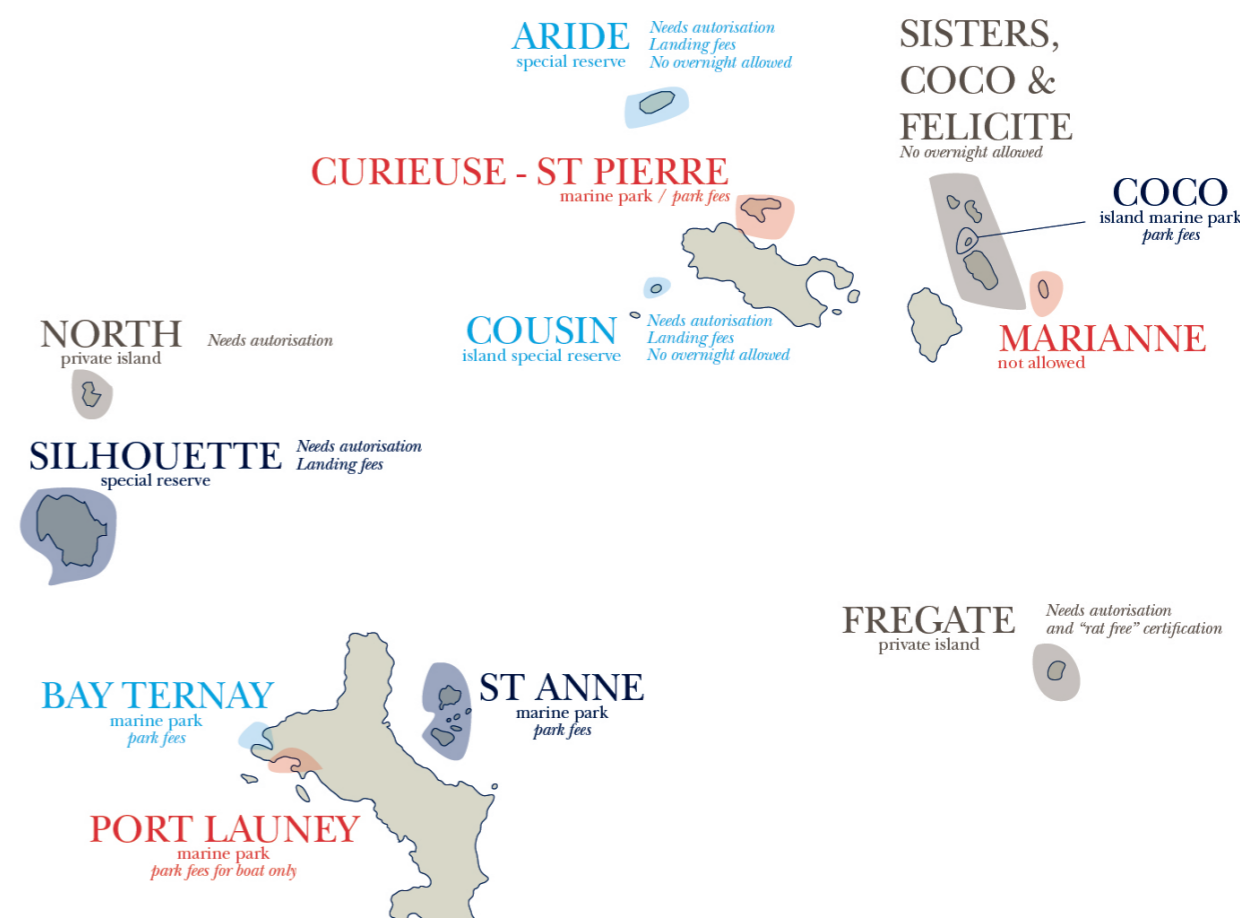 ARIDE
special reserve
Needs autorisation
Landing fees
No overnight allowed
SISTERS,
COCO &
FELICITE
No overnight allowed
CURIEUSE - ST PIERRE
marine park / park fees
COCO
island marine park
park fees
COUSIN
island special reserve
Needs autorisation
Landing fees
No overnight allowed
MARIANNE
not allowed
NORTH
private island
Needs autorisation
SILHOUETTE
special reserve
Needs autorisation
Landing fees
FREGATE
private island
Needs autorisation
and “rat free” certification
BAY TERNAY
marine park
park fees
ST ANNE
marine park
park fees
PORT LAUNEY
marine park
park fees for boat only